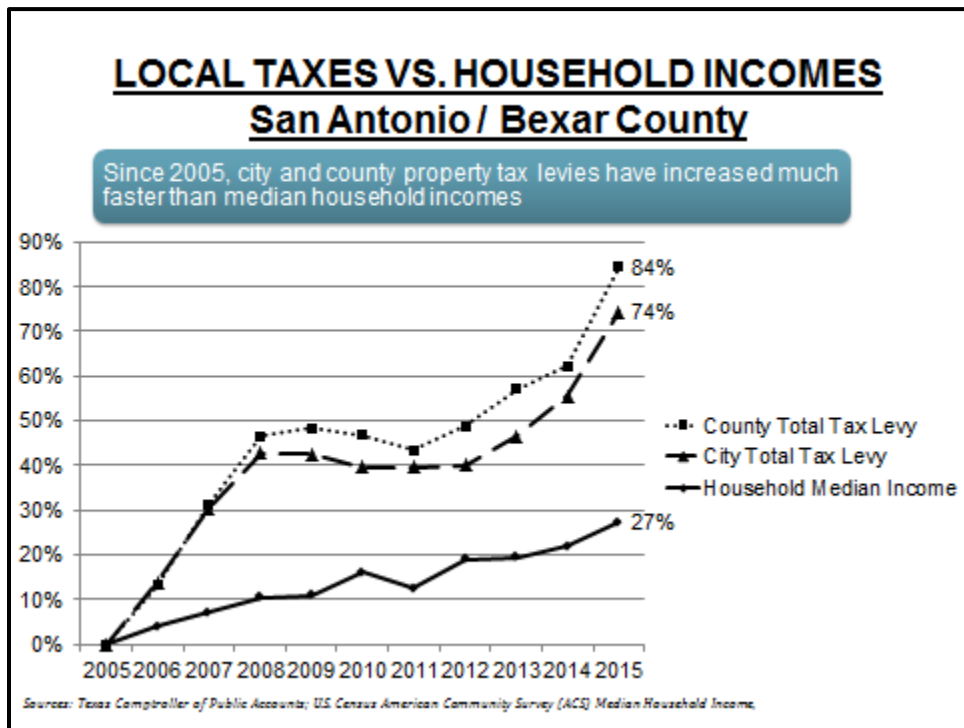 LOCAL TAXES VS. HOUSEHOLD INCOMES
San Antonio / Bexar County
Since 2005, city and county property tax levies have increased much
faster than median household incomes
90%
80%
70%
60%
50%
40%
30%
20%
10%
0%
84%
74%
27%
County Total Tax Levy
City Total Tax Levy
Household Median Income
2005 2006 2007 2008 2009 2010 2011 2012 2013 2014 2015
Sources: Texas Comptroller of Public Accounts; U.S. Census American Community Survey (ACS) Median Household Income,